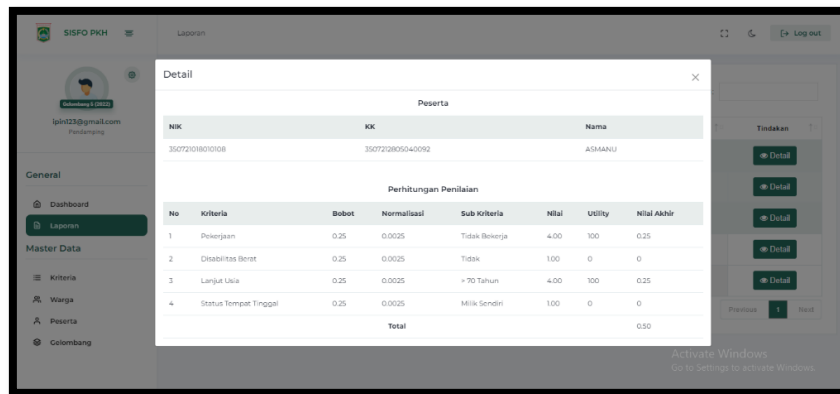 SISFO PKH
Laporan
Log out
Detail
Peserta
NIK KK Nama
350721018010108 3507212805040092 ASMANU
Perhitungan Penilaian
No Kriteria Bobot Normalisasi Sub Kriteria Nilai Utility Nilai Akhir
1 Pekerjaan 0.25 0.0025 Tidak Bekerja 4.00 100 0.25
2 Disabilitas Berat 0.25 0.0025 Tidak 1.00 0 0
3 Lanjut Usia 0.25 0.0025 > 70 Tahun 4.00 100 0.25
4 Status Tempat Tinggal 0.25 0.0025 Milik Sendiri 1.00 0 0
Total 0.50
Gelombang 5 (2022)
ipin123@gmail.com
Pendamping
General
Dashboard
Laporan
Master Data
Kriteria
Warga
Peserta
Gelombang
Tindakan
Detail
Detail
Detail
Detail
Detail
Previous 1 Next
Activate Windows
Go to Settings to activate Windows.